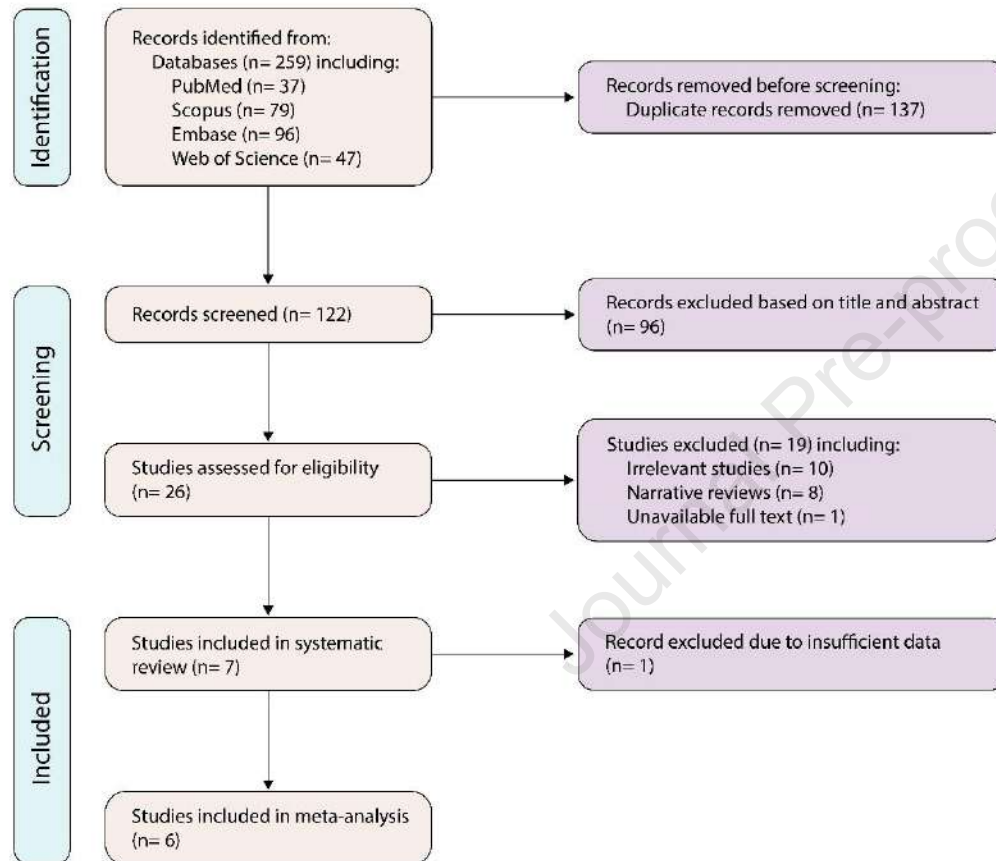 Identification
Records identified from:
Databases (n= 259) including:
PubMed (n= 37)
Scopus (n= 79)
Embase (n= 96)
Web of Science (n= 47)
Records removed before screening:
Duplicate records removed (n= 137)
Screening
Records screened (n= 122)
Records excluded based on title and abstract
(n= 96)
Studies assessed for eligibility
(n= 26)
Studies excluded (n= 19) including:
Irrelevant studies (n= 10)
Narrative reviews (n= 8)
Unavailable full text (n= 1)
Included
Studies included in systematic
review (n= 7)
Record excluded due to insufficient data
(n= 1)
Studies included in meta-analysis
(n= 6)
Journal